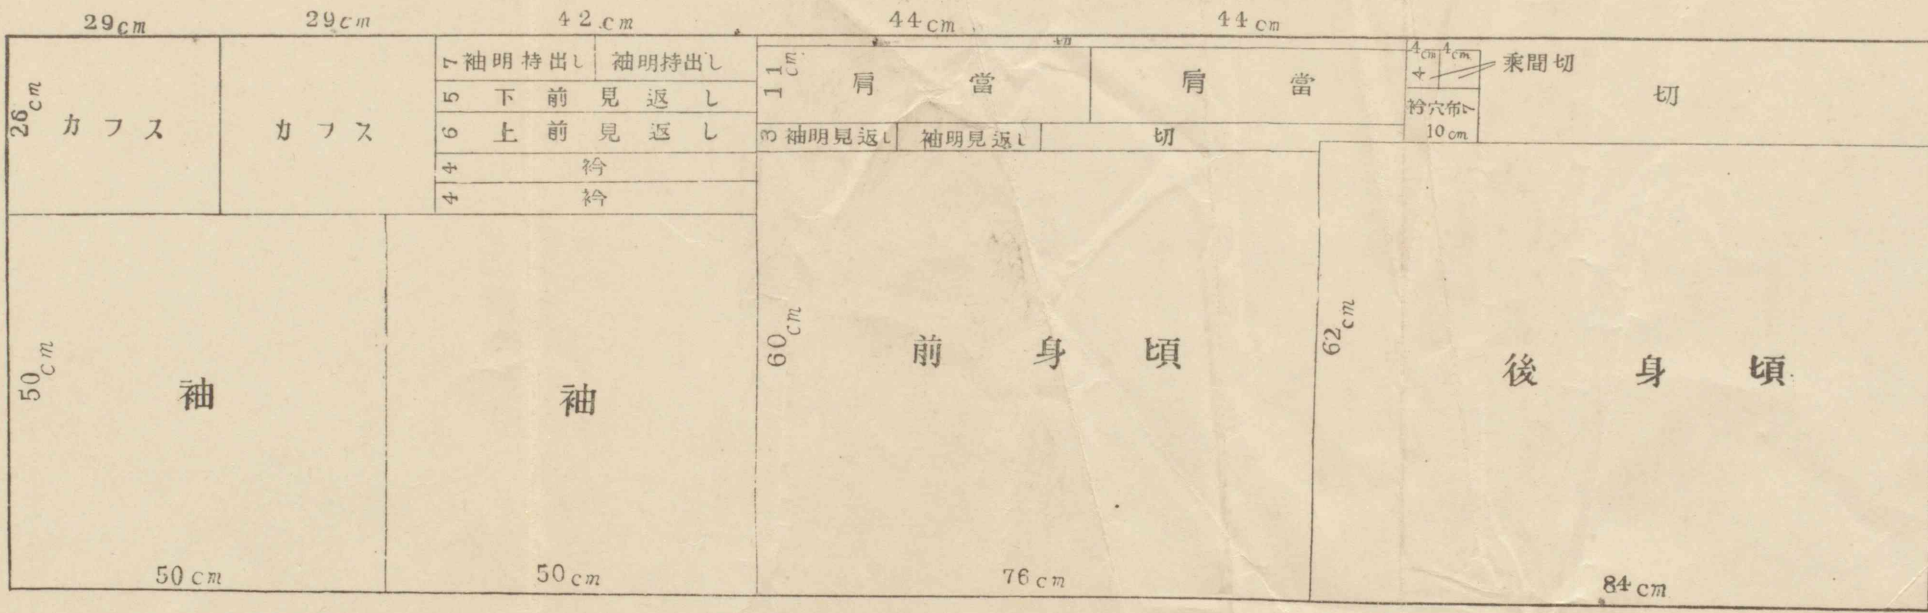 29cm 29cm 42cm 44cm 44cm
26cm
カフス
カフス
7 袖明持出し 袖明持出し
5 下前見返し
6 上前見返し
4 衿
4 衿
切
11cm
肩當
肩當
3 袖明見返し 袖明見返し 切
4cm 4cm
4
乘間切
衿穴布 7
10cm
切
50cm
袖
50cm
袖
50cm
60cm
前身頃
76cm
62cm
後身頃
84cm